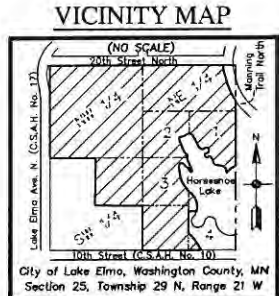 VICINITY MAP
(NO SCALE)
20th Street North
Manning
Trail North
Lake Elmo Ave. N (C.S.A.H. No. 17)
NW 1/4
NE 1/4
2
1
N
Horseshoe
Lake
3
SW 1/4
4
10th Street (C.S.A.H. No. 10)
City of Lake Elmo, Washington County, MN
Section 25, Township 29 N, Range 21 W